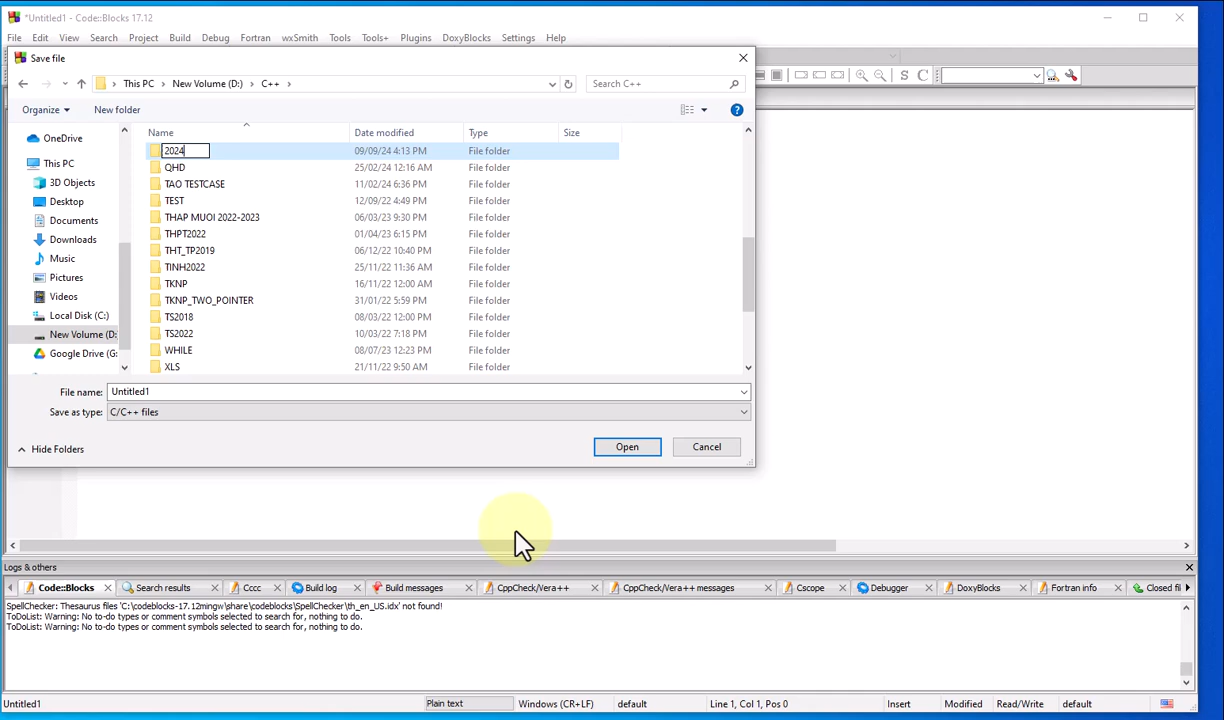 *Untitled1 - Code::Blocks 17.12
File Edit View Search Project Build Debug Fortran wxSmith Tools Tools+ Plugins DoxyBlocks Settings Help
Save file
This PC New Volume (D:) C++ Search C++
Organize New folder
OneDrive
This PC
3D Objects
Desktop
Documents
Downloads
Music
Pictures
Videos
Local Disk (C:)
New Volume (D:
Google Drive (G:
Name Date modified Type Size
2024 09/09/24 4:13 PM File folder
QHD 25/02/24 12:16 AM File folder
TAO TESTCASE 11/02/24 6:36 PM File folder
TEST 12/09/22 4:49 PM File folder
THAP MUOI 2022-2023 06/03/23 9:30 PM File folder
THPT2022 01/04/23 6:15 PM File folder
THT_TP2019 06/12/22 10:40 PM File folder
TINH2022 25/11/22 11:36 AM File folder
TKNP 16/11/22 12:00 AM File folder
TKNP_TWO_POINTER 31/01/22 5:59 PM File folder
TS2018 08/03/22 12:00 PM File folder
TS2022 10/03/22 7:18 PM File folder
WHILE 08/07/23 12:23 PM File folder
XLS 21/11/22 9:50 AM File folder
File name: Untitled1
Save as type: C/C++ files
Hide Folders Open Cancel
S C
Logs & others
Code::Blocks Search results Cccc Build log Build messages CppCheck/Vera++ CppCheck/Vera++ messages Cscope Debugger DoxyBlocks Fortran info Closed fil
SpellChecker: Thesaurus files 'C:\codeblocks-17.12mingw\share\codeblocks\SpellChecker\th_en_US.idx' not found!
ToDoList: Warning: No to-do types or comment symbols selected to search for, nothing to do.
ToDoList: Warning: No to-do types or comment symbols selected to search for, nothing to do.
Untitled1 Plain text Windows (CR+LF) default Line 1, Col 1, Pos 0 Insert Modified Read/Write default